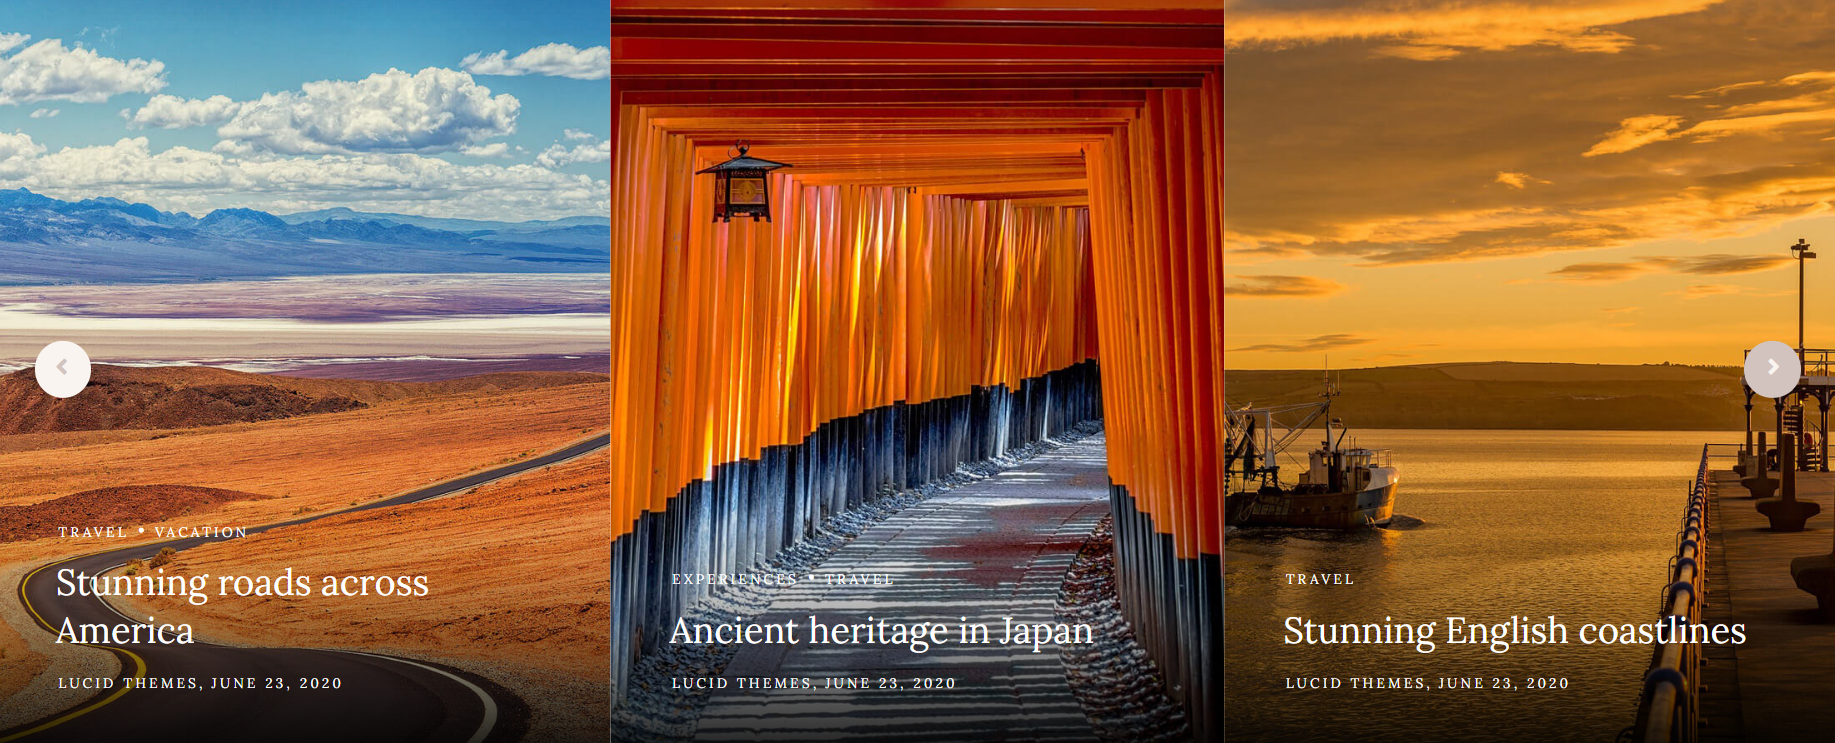 TRAVEL • VACATION
Stunning roads across
America
LUCID THEMES, JUNE 23, 2020
EXPERIENCES • TRAVEL
Ancient heritage in Japan
LUCID THEMES, JUNE 23, 2020
TRAVEL
Stunning English coastlines
LUCID THEMES, JUNE 23, 2020